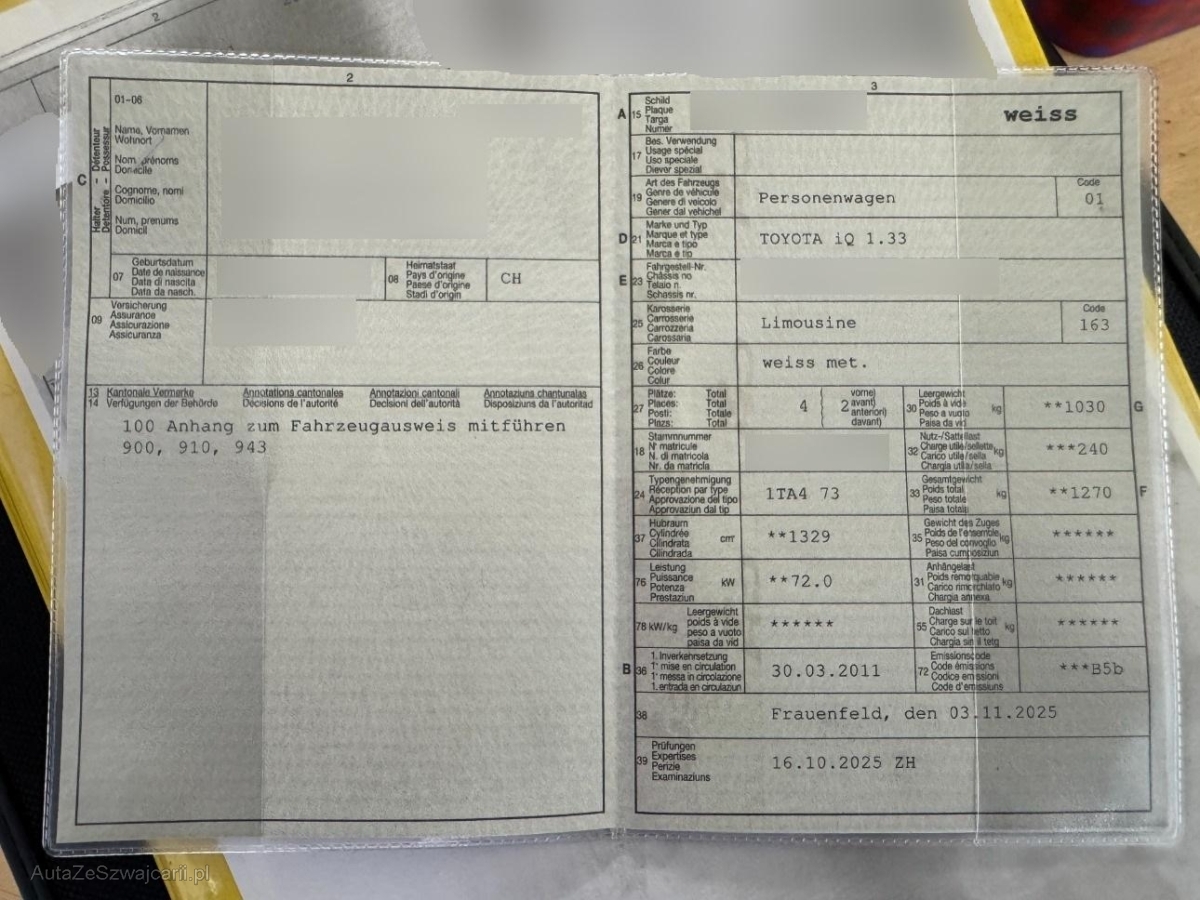 2
01-06
Halter - Détenteur
Detentore - Possessur
C
Name, Vornamen
Wohnort
Nom, prénoms
Domicile
Cognome, nomi
Domicilio
Num, prenums
Domicil
07
Geburtsdatum
Date de naissance
Data di nascita
Data da nasch.
08
Heimatstaat
Pays d'origine
Paese d'origine
Stadi d'origin
CH
09
Versicherung
Assurance
Assicurazione
Assicuranza
13 Kantonale Vermerke Annotations cantonales Annotazioni cantonali Annotaziuns chantunalas
14 Verfügungen der Behörde Décisions de l'autorité Decisioni dell'autorità Disposiziuns da l'autoritad
100 Anhang zum Fahrzeugausweis mitführen
900, 910, 943
3
A 15
Schild
Plaque
Targa
Numer
weiss
17
Bes. Verwendung
Usage spécial
Uso speciale
Diever spezial
19
Art des Fahrzeugs
Genre de véhicule
Genere di veicolo
Gener dal vehichel
Personenwagen
Code
01
D 21
Marke und Typ
Marque et type
Marca e tipo
Marca e tip
TOYOTA iQ 1.33
E 23
Fahrgestell-Nr.
Châssis no
Telaio n.
Schassis nr.
25
Karosserie
Carrosserie
Carrozzeria
Carossaria
Limousine
Code
163
26
Farbe
Couleur
Colore
Colur
weiss met.
27
Plätze: Total
Places: Total
Posti: Totale
Plazs: Total
4
2
vorne)
avant)
anteriori)
davant)
30
Leergewicht
Poids à vide
Peso a vuoto
Paisa da vid
kg
**1030
G
18
Stammnummer
N° matricule
N. di matricola
Nr. da matricla
32
Nutz-/Sattellast
Charge utile/sellette
Carico utile/sella
Chargia utila/sella
kg
***240
24
Typengenehmigung
Réception par type
Approvazione del tipo
Approvaziun dal tip
1TA4 73
33
Gesamtgewicht
Poids total
Peso totale
Paisa totala
kg
**1270
F
37
Hubraum
Cylindrée
Cilindrata
Cilindrada
cm³
**1329
35
Gewicht des Zuges
Poids de l'ensemble
Peso del convoglio
Paisa cumposiziun
kg
******
76
Leistung
Puissance
Potenza
Prestaziun
kW
**72.0
31
Anhängelast
Poids remorquable
Carico rimorchiato
Chargia annexa
kg
******
78 kW/kg
Leergewicht
poids à vide
peso a vuoto
paisa da vid
******
55
Dachlast
Charge sur le toit
Carico sul tetto
Chargia sin il tetg
kg
******
B 36
1. Inverkehrsetzung
1re mise en circulation
1a messa in circolazione
1. entrada en circulaziun
30.03.2011
72
Emissionscode
Code émissions
Codice emissioni
Code d'emissiuns
***B5b
38
Frauenfeld, den 03.11.2025
39
Prüfungen
Expertises
Perizie
Examinaziuns
16.10.2025 ZH
AutaZeSzwajcarii.pl